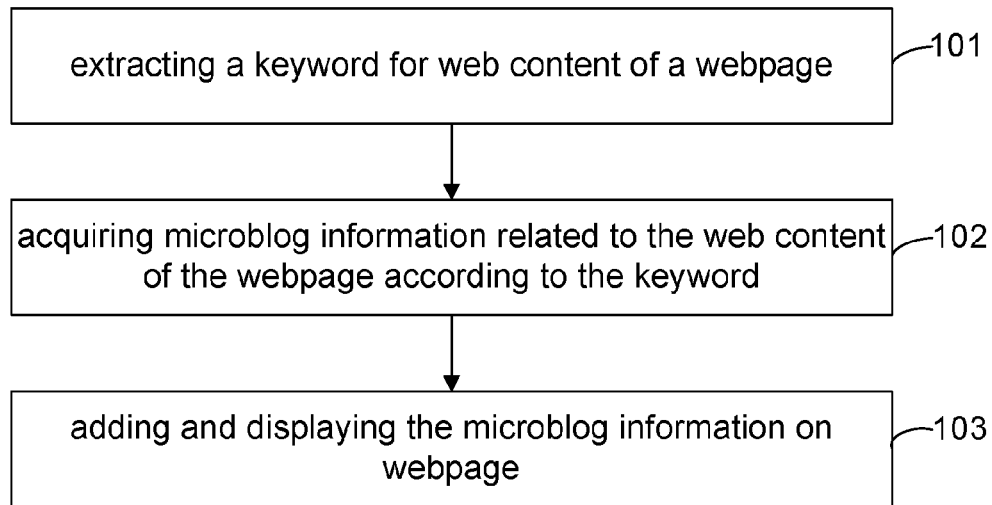 extracting a keyword for web content of a webpage
101
acquiring microblog information related to the web content
of the webpage according to the keyword
102
adding and displaying the microblog information on
webpage
103